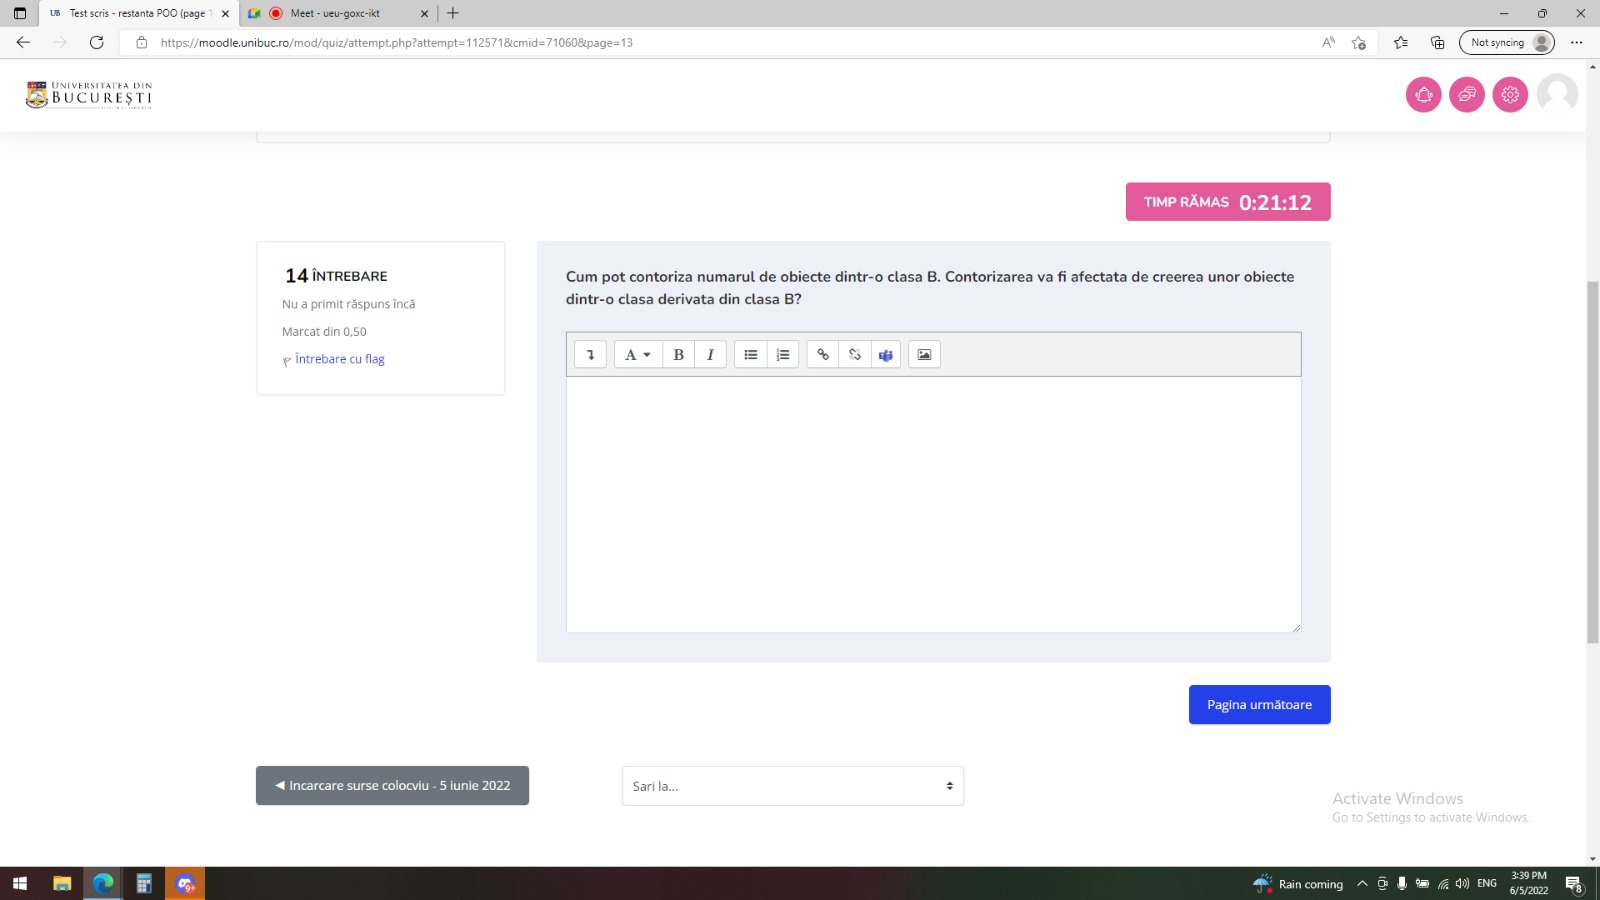 Test scris - restanta POO (page 1
Meet - ueu-goxc-ikt
https://moodle.unibuc.ro/mod/quiz/attempt.php?attempt=112571&cmid=71060&page=13
Not syncing
UNIVERSITATEA DIN
BUCUREȘTI
TIMP RĂMAS 0:21:12
14 ÎNTREBARE
Nu a primit răspuns încă
Marcat din 0,50
Întrebare cu flag
Cum pot contoriza numarul de obiecte dintr-o clasa B. Contorizarea va fi afectata de creerea unor obiecte
dintr-o clasa derivata din clasa B?
A B I
Pagina următoare
◄ Incarcare surse colocviu - 5 iunie 2022
Sari la...
Activate Windows
Go to Settings to activate Windows.
Rain coming
ENG
3:39 PM
6/5/2022
8
9+